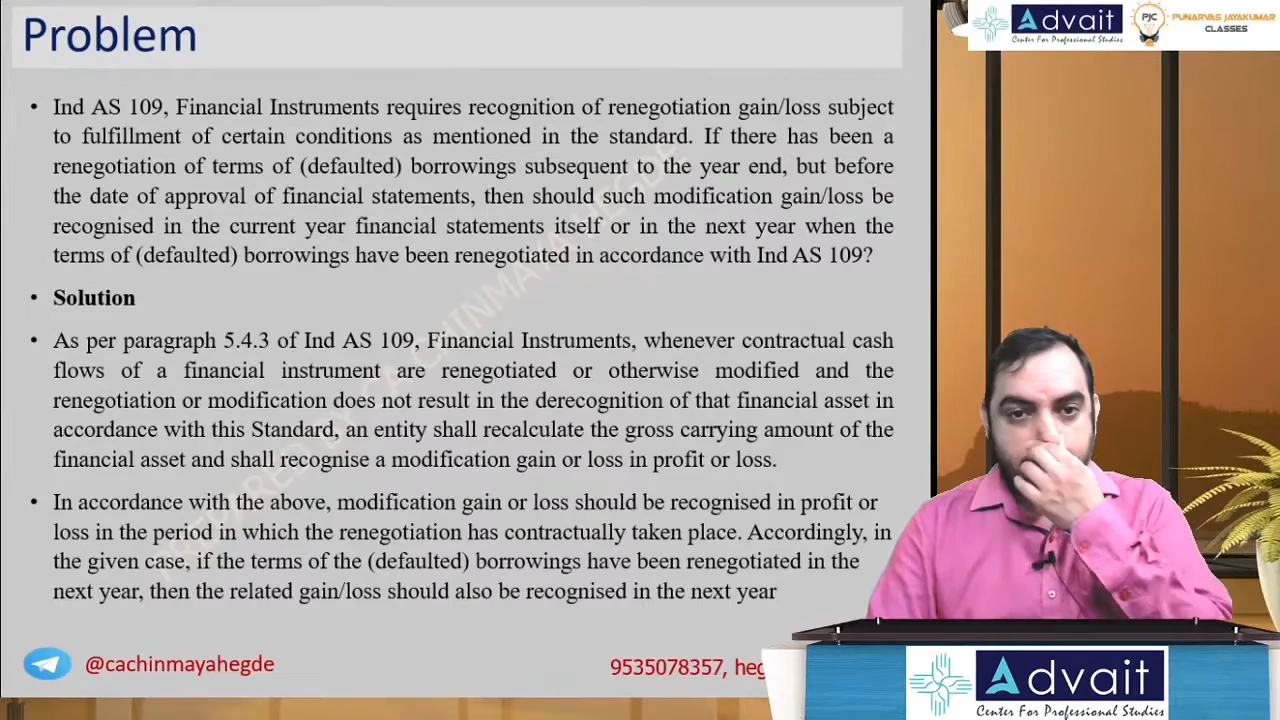 Problem
Advait
Center For Professional Studies
PJC
PUNARVAS JAYAKUMAR
CLASSES
• Ind AS 109, Financial Instruments requires recognition of renegotiation gain/loss subject
to fulfillment of certain conditions as mentioned in the standard. If there has been a
renegotiation of terms of (defaulted) borrowings subsequent to the year end, but before
the date of approval of financial statements, then should such modification gain/loss be
recognised in the current year financial statements itself or in the next year when the
terms of (defaulted) borrowings have been renegotiated in accordance with Ind AS 109?
• Solution
• As per paragraph 5.4.3 of Ind AS 109, Financial Instruments, whenever contractual cash
flows of a financial instrument are renegotiated or otherwise modified and the
renegotiation or modification does not result in the derecognition of that financial asset in
accordance with this Standard, an entity shall recalculate the gross carrying amount of the
financial asset and shall recognise a modification gain or loss in profit or loss.
• In accordance with the above, modification gain or loss should be recognised in profit or
loss in the period in which the renegotiation has contractually taken place. Accordingly, in
the given case, if the terms of the (defaulted) borrowings have been renegotiated in the
next year, then the related gain/loss should also be recognised in the next year
PREPARED BY CA CHINMAYA HEGDE
@cachinmayahegde
9535078357, heg
Advait
Center For Professional Studies